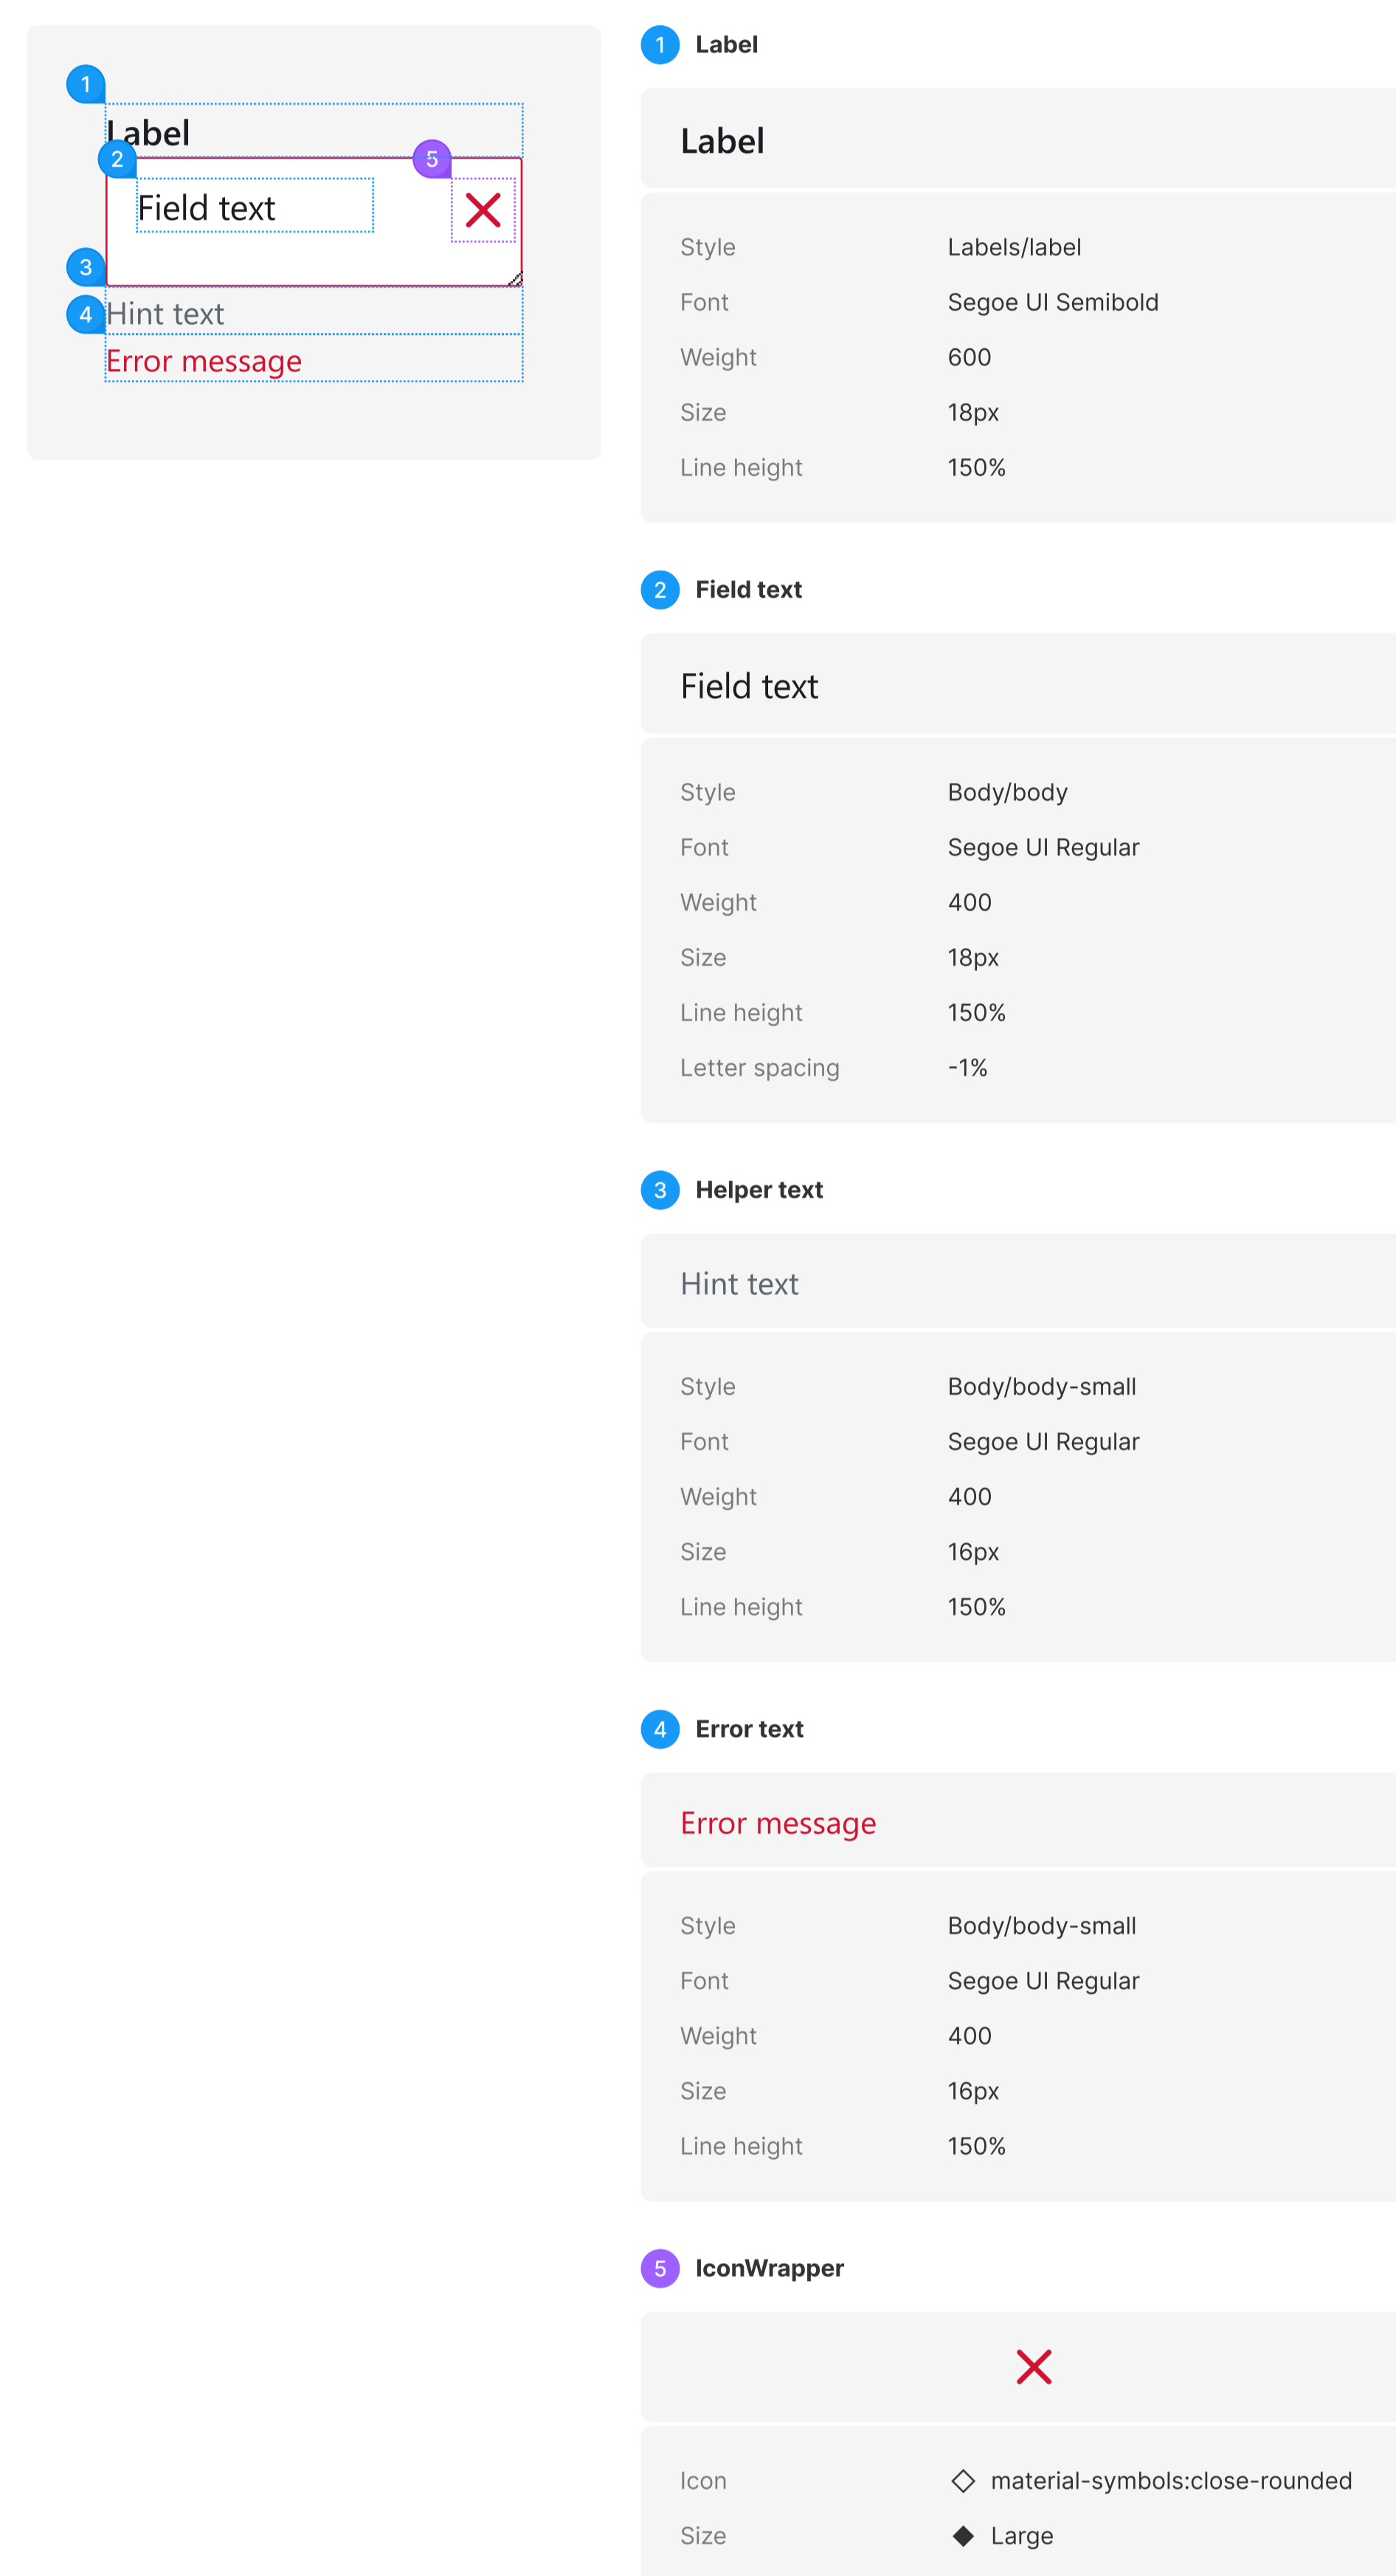 1
Label
2
5
Field text
3
4
Hint text
Error message
1 Label
Label
Style Labels/label
Font Segoe UI Semibold
Weight 600
Size 18px
Line height 150%
2 Field text
Field text
Style Body/body
Font Segoe UI Regular
Weight 400
Size 18px
Line height 150%
Letter spacing -1%
3 Helper text
Hint text
Style Body/body-small
Font Segoe UI Regular
Weight 400
Size 16px
Line height 150%
4 Error text
Error message
Style Body/body-small
Font Segoe UI Regular
Weight 400
Size 16px
Line height 150%
5 IconWrapper
Icon material-symbols:close-rounded
Size Large